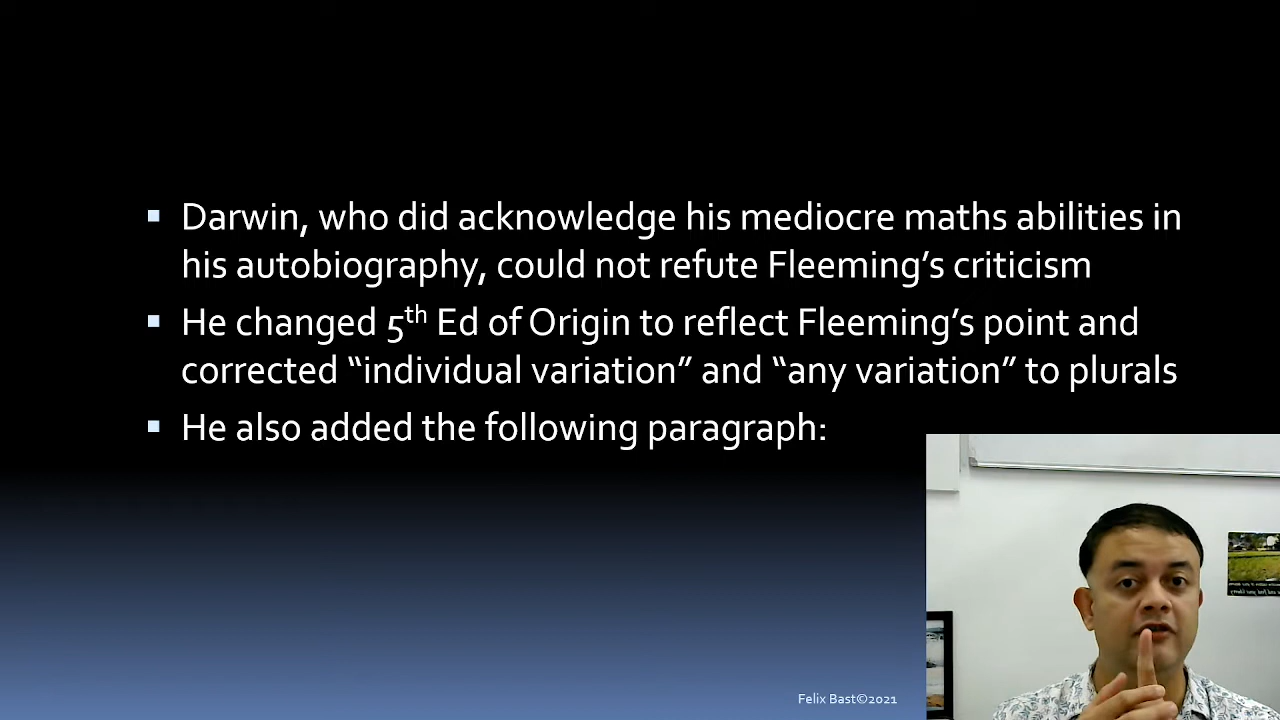 Darwin, who did acknowledge his mediocre maths abilities in
his autobiography, could not refute Fleeming’s criticism
He changed 5th Ed of Origin to reflect Fleeming’s point and
corrected “individual variation” and “any variation” to plurals
He also added the following paragraph:
Felix Bast©2021